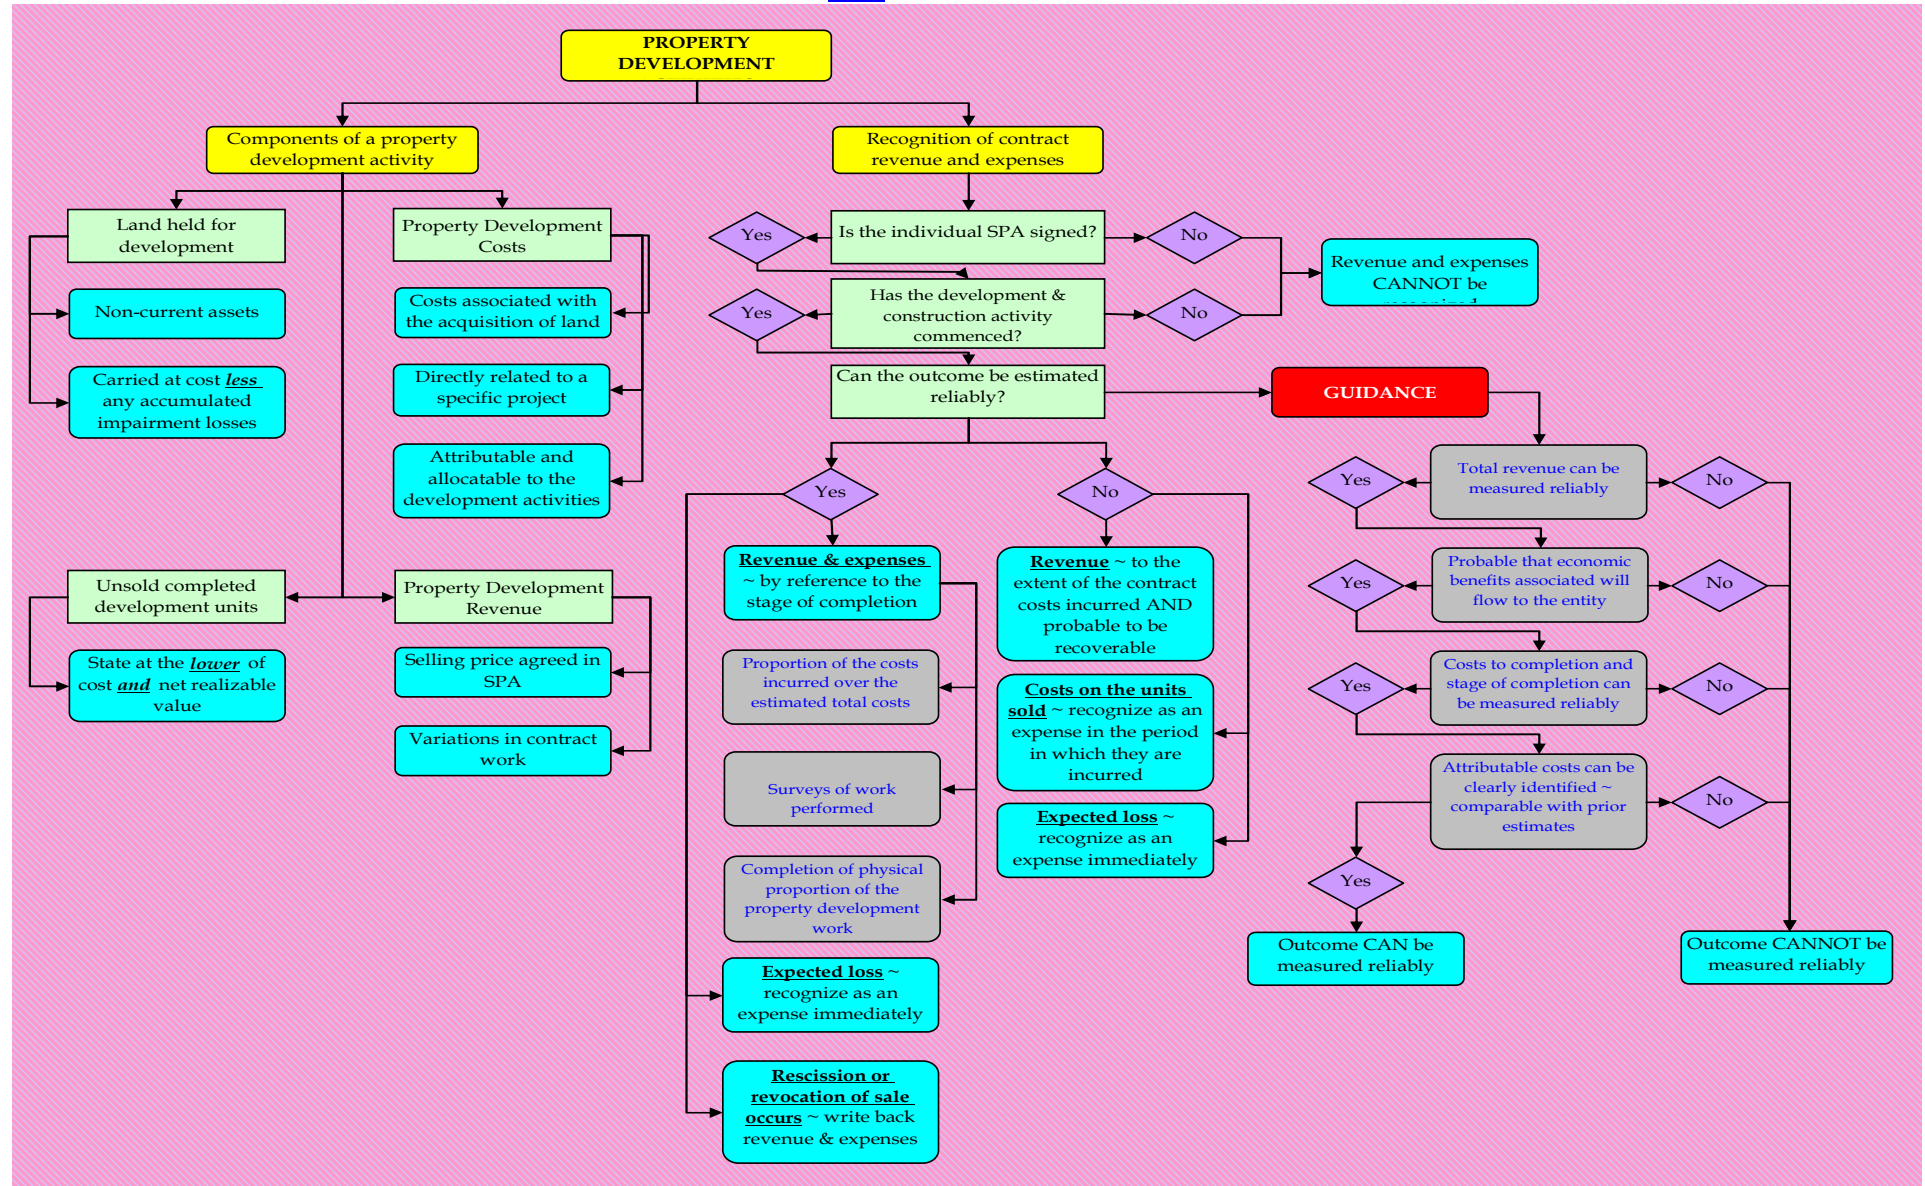 PROPERTY
DEVELOPMENT
Components of a property
development activity
Recognition of contract
revenue and expenses
Land held for
development
Non-current assets
Carried at cost less
any accumulated
impairment losses
Property Development
Costs
Costs associated with
the acquisition of land
Directly related to a
specific project
Attributable and
allocatable to the
development activities
Unsold completed
development units
State at the lower of
cost and net realizable
value
Property Development
Revenue
Selling price agreed in
SPA
Variations in contract
work
Is the individual SPA signed?
Yes
No
Has the development &
construction activity
commenced?
Yes
No
Revenue and expenses
CANNOT be
Can the outcome be estimated
reliably?
Yes
No
Revenue & expenses
~ by reference to the
stage of completion
Proportion of the costs
incurred over the
estimated total costs
Surveys of work
performed
Completion of physical
proportion of the
property development
work
Expected loss ~
recognize as an
expense immediately
Rescission or
revocation of sale
occurs ~ write back
revenue & expenses
Revenue ~ to the
extent of the contract
costs incurred AND
probable to be
recoverable
Costs on the units
sold ~ recognize as an
expense in the period
in which they are
incurred
Expected loss ~
recognize as an
expense immediately
GUIDANCE
Total revenue can be
measured reliably
Yes
No
Probable that economic
benefits associated will
flow to the entity
Yes
No
Costs to completion and
stage of completion can
be measured reliably
Yes
No
Attributable costs can be
clearly identified ~
comparable with prior
estimates
Yes
No
Outcome CAN be
measured reliably
Outcome CANNOT be
measured reliably